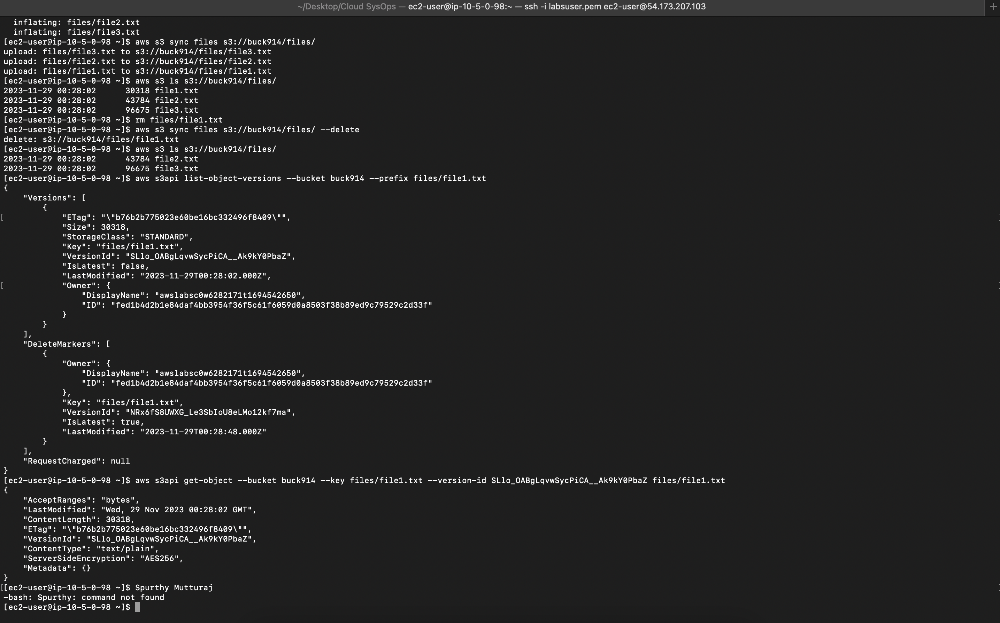 ~/Desktop/Cloud SysOps — ec2-user@ip-10-5-0-98:~ — ssh -i labsuser.pem ec2-user@54.173.207.103 +
  inflating: files/file2.txt
  inflating: files/file3.txt
[ec2-user@ip-10-5-0-98 ~]$ aws s3 sync files s3://buck914/files/
upload: files/file3.txt to s3://buck914/files/file3.txt
upload: files/file2.txt to s3://buck914/files/file2.txt
upload: files/file1.txt to s3://buck914/files/file1.txt
[ec2-user@ip-10-5-0-98 ~]$ aws s3 ls s3://buck914/files/
2023-11-29 00:28:02      30318 file1.txt
2023-11-29 00:28:02      43784 file2.txt
2023-11-29 00:28:02      96675 file3.txt
[ec2-user@ip-10-5-0-98 ~]$ rm files/file1.txt
[ec2-user@ip-10-5-0-98 ~]$ aws s3 sync files s3://buck914/files/ --delete
delete: s3://buck914/files/file1.txt
[ec2-user@ip-10-5-0-98 ~]$ aws s3 ls s3://buck914/files/
2023-11-29 00:28:02      43784 file2.txt
2023-11-29 00:28:02      96675 file3.txt
[ec2-user@ip-10-5-0-98 ~]$ aws s3api list-object-versions --bucket buck914 --prefix files/file1.txt
{
    "Versions": [
        {
            "ETag": "\"b76b2b775023e60be16bc332496f8409\"",
            "Size": 30318,
            "StorageClass": "STANDARD",
            "Key": "files/file1.txt",
            "VersionId": "SLlo_OABgLqvwSycPiCA__Ak9kY0PbaZ",
            "IsLatest": false,
            "LastModified": "2023-11-29T00:28:02.000Z",
            "Owner": {
                "DisplayName": "awslabsc0w6282171t1694542650",
                "ID": "fed1b4d2b1e84daf4bb3954f36f5c61f6059d0a8503f38b89ed9c79529c2d33f"
            }
        }
    ],
    "DeleteMarkers": [
        {
            "Owner": {
                "DisplayName": "awslabsc0w6282171t1694542650",
                "ID": "fed1b4d2b1e84daf4bb3954f36f5c61f6059d0a8503f38b89ed9c79529c2d33f"
            },
            "Key": "files/file1.txt",
            "VersionId": "NRx6fS8UWXG_Le3SbIoU8eLMo12kf7ma",
            "IsLatest": true,
            "LastModified": "2023-11-29T00:28:48.000Z"
        }
    ],
    "RequestCharged": null
}
[ec2-user@ip-10-5-0-98 ~]$ aws s3api get-object --bucket buck914 --key files/file1.txt --version-id SLlo_OABgLqvwSycPiCA__Ak9kY0PbaZ files/file1.txt
{
    "AcceptRanges": "bytes",
    "LastModified": "Wed, 29 Nov 2023 00:28:02 GMT",
    "ContentLength": 30318,
    "ETag": "\"b76b2b775023e60be16bc332496f8409\"",
    "VersionId": "SLlo_OABgLqvwSycPiCA__Ak9kY0PbaZ",
    "ContentType": "text/plain",
    "ServerSideEncryption": "AES256",
    "Metadata": {}
}
[[ec2-user@ip-10-5-0-98 ~]$ Spurthy Mutturaj
-bash: Spurthy: command not found
[ec2-user@ip-10-5-0-98 ~]$